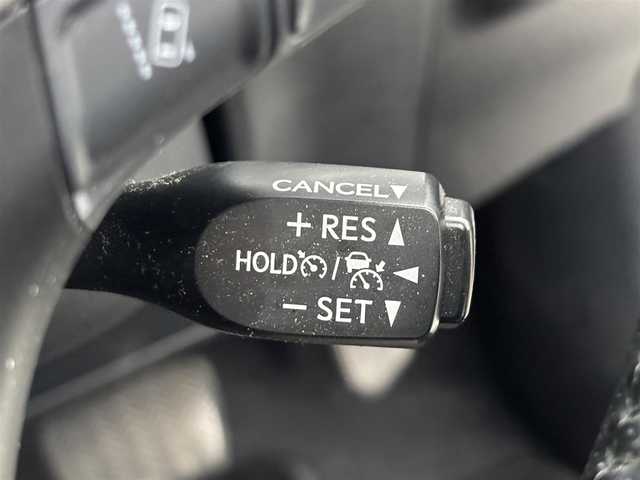 CANCEL▼
+ RES ▲
HOLD / ◀
− SET ▼